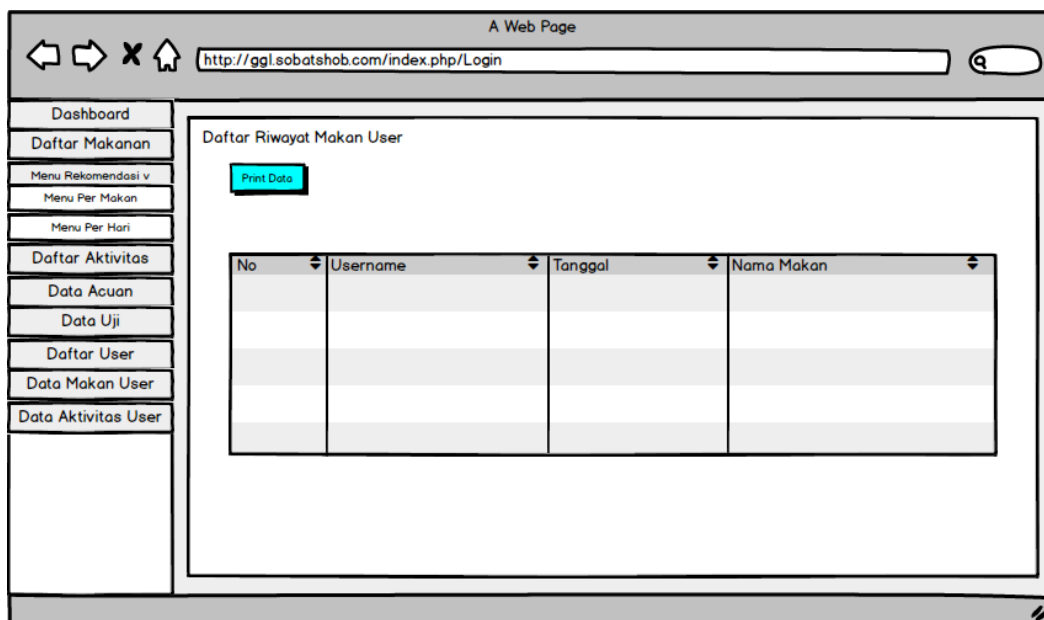 A Web Page
http://ggl.sobatshob.com/index.php/Login
Dashboard
Daftar Makanan
Menu Rekomendasi v
Menu Per Makan
Menu Per Hari
Daftar Aktivitas
Data Acuan
Data Uji
Daftar User
Data Makan User
Data Aktivitas User
Daftar Riwayat Makan User
Print Data
No Username Tanggal Nama Makan